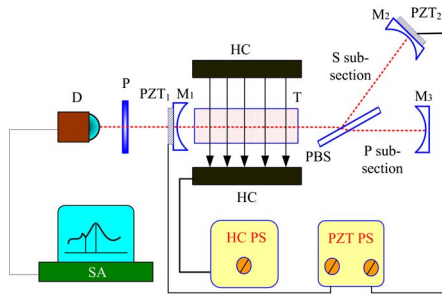 M₂
PZT₂
HC
S sub-
section
D
P
PZT₁
M₁
T
M₃
PBS
P sub-
section
HC
HC PS
PZT PS
SA